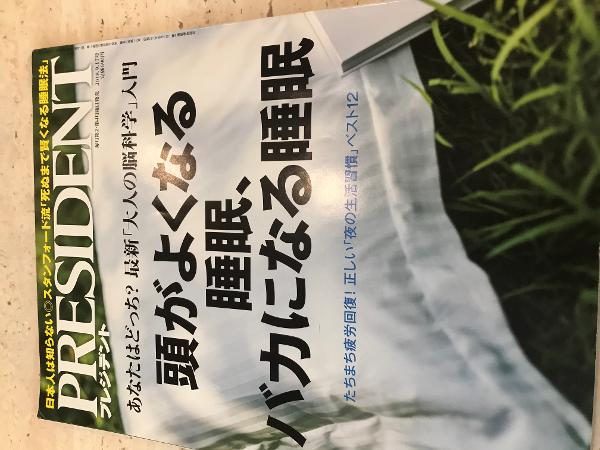 日本人は知らない◎スタンフォード流「死ぬまで賢くなる睡眠法」
PRESIDENT
プレジデント
あなたはどっち? 最新「大人の脳科学」入門
頭がよくなる
睡眠、
バカになる睡眠
たちまち疲労回復! 正しい「夜の生活習慣」ベスト12